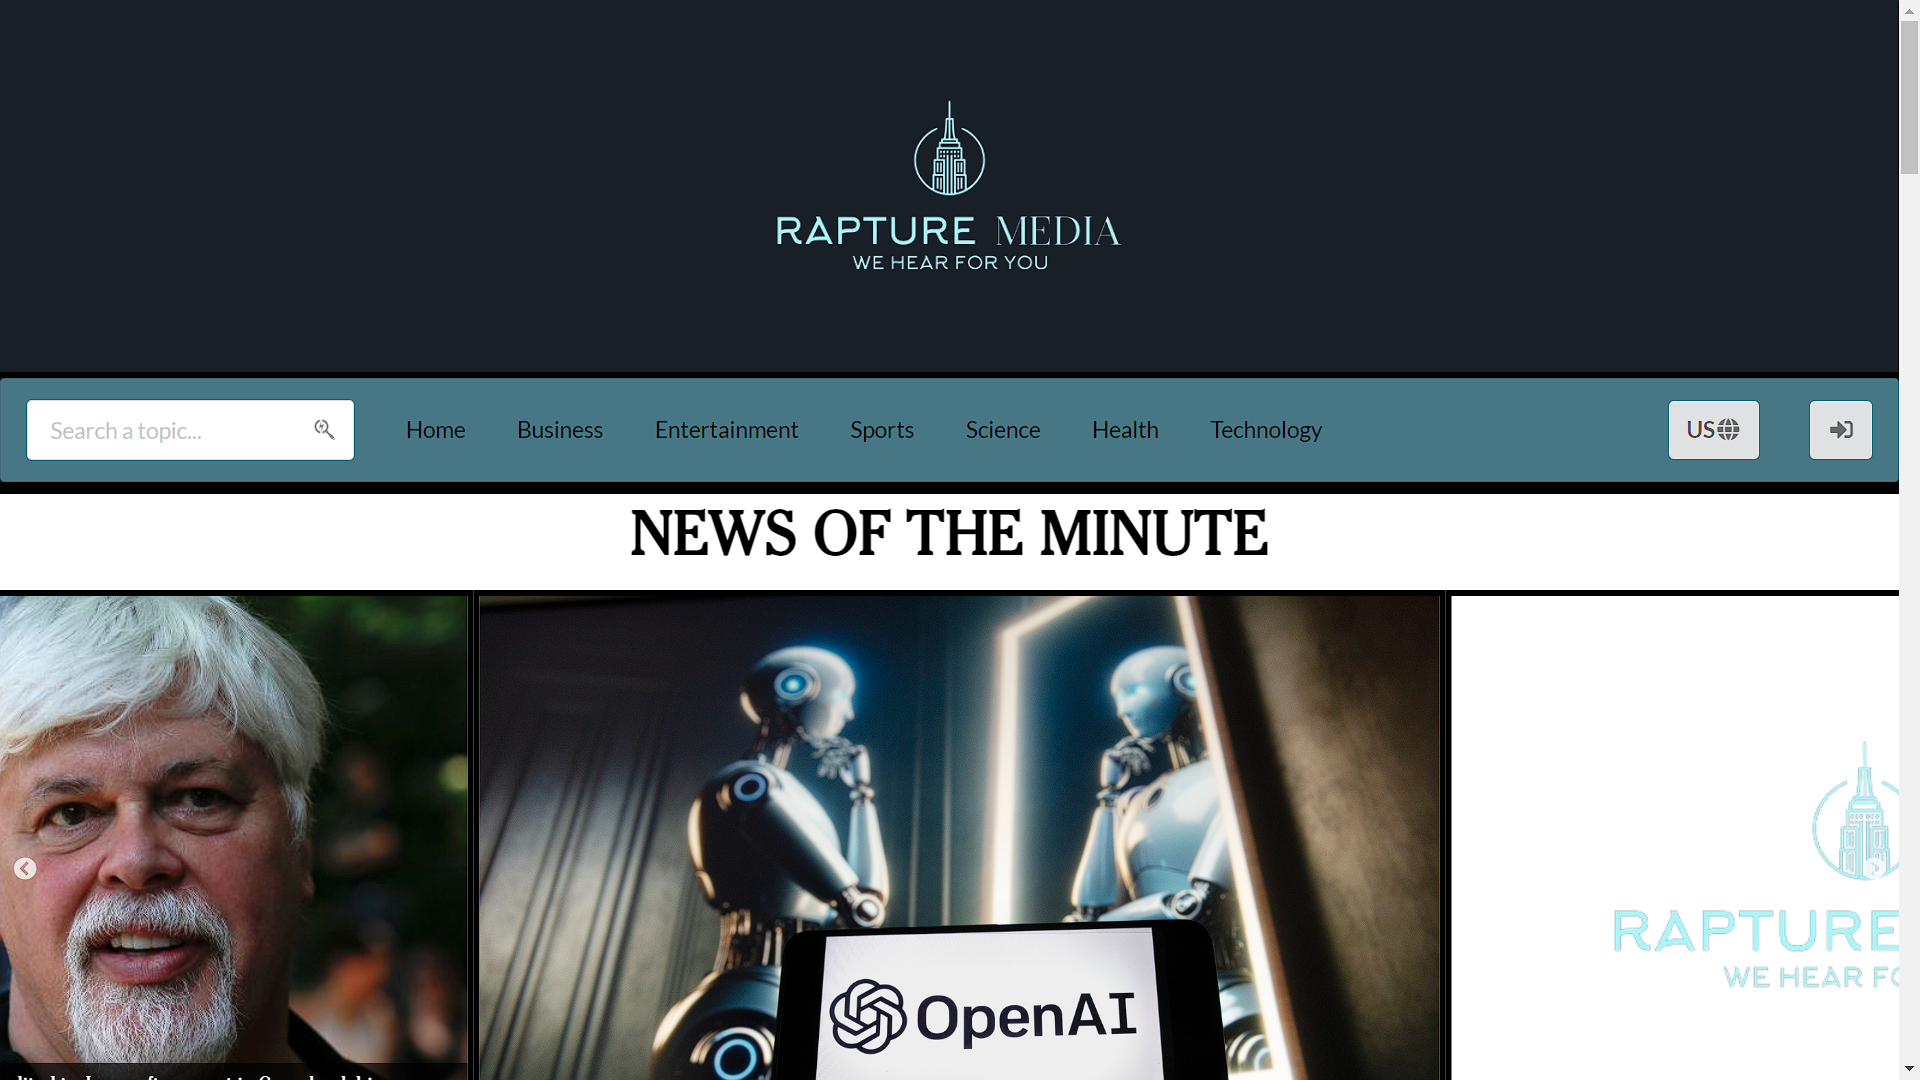 RAPTURE MEDIA
WE HEAR FOR YOU
Search a topic...
Home
Business
Entertainment
Sports
Science
Health
Technology
US
NEWS OF THE MINUTE
OpenAI
RAPTURE
WE HEAR